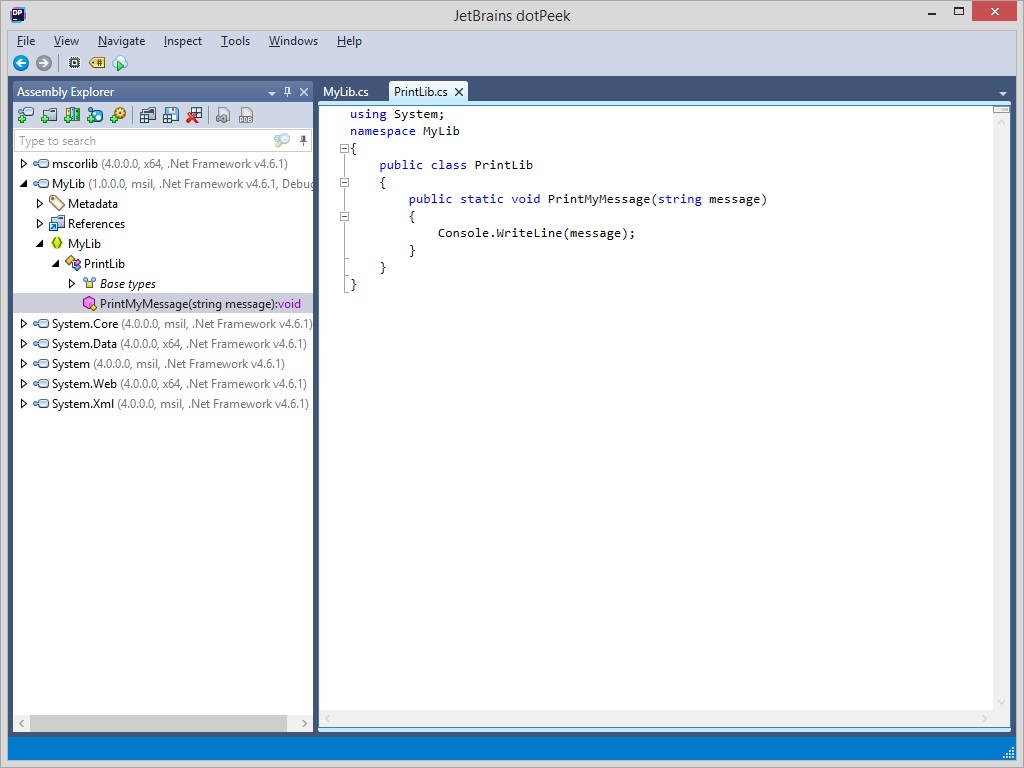 DP
JetBrains dotPeek
File View Navigate Inspect Tools Windows Help
Assembly Explorer
MyLib.cs
PrintLib.cs
Type to search
mscorlib (4.0.0.0, x64, .Net Framework v4.6.1)
MyLib (1.0.0.0, msil, .Net Framework v4.6.1, Debug
Metadata
References
MyLib
PrintLib
Base types
PrintMyMessage(string message):void
System.Core (4.0.0.0, msil, .Net Framework v4.6.1)
System.Data (4.0.0.0, x64, .Net Framework v4.6.1)
System (4.0.0.0, msil, .Net Framework v4.6.1)
System.Web (4.0.0.0, x64, .Net Framework v4.6.1)
System.Xml (4.0.0.0, msil, .Net Framework v4.6.1)
using System;
namespace MyLib
{
public class PrintLib
{
public static void PrintMyMessage(string message)
{
Console.WriteLine(message);
}
}
}